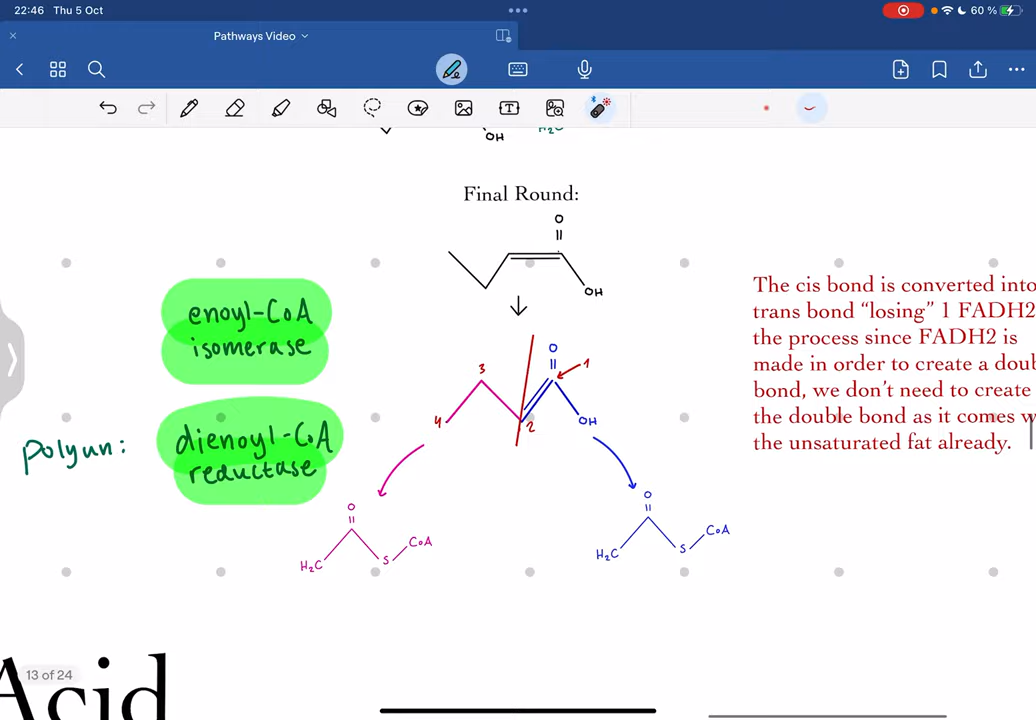 22:46 Thu 5 Oct
60 %
Pathways Video
OH
H₂C
Final Round:
O
OH
enoyl-CoA
isomerase
The cis bond is converted into
trans bond “losing” 1 FADH2
the process since FADH2 is
made in order to create a doub
bond, we don’t need to create
the double bond as it comes w
the unsaturated fat already.
O
1
3
4
2
OH
Polyun:
dienoyl-CoA
reductase
O
CoA
S
H₂C
O
CoA
S
H₂C
13 of 24
Acid